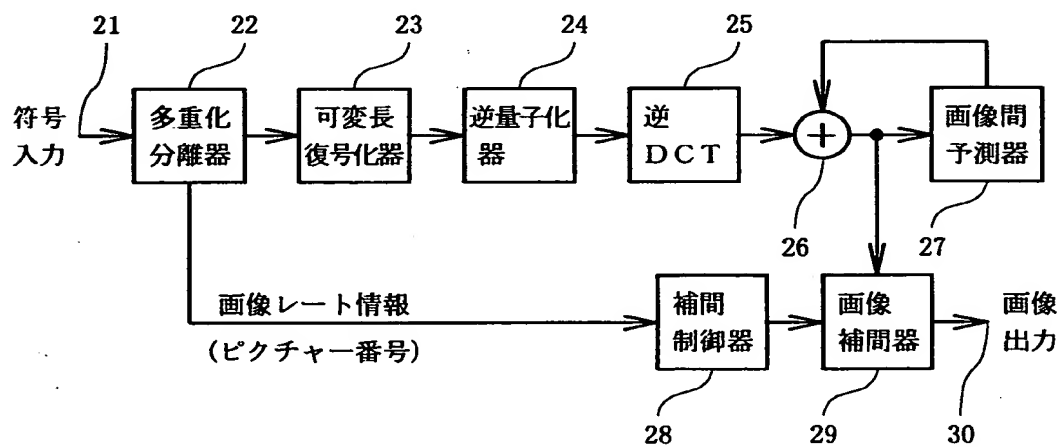 21
22
23
24
25
符号
入力
多重化
分離器
可変長
復号化器
逆量子化
器
逆
DCT
+
画像間
予測器
26
27
画像レート情報
(ピクチャー番号)
補間
制御器
画像
補間器
画像
出力
28
29
30